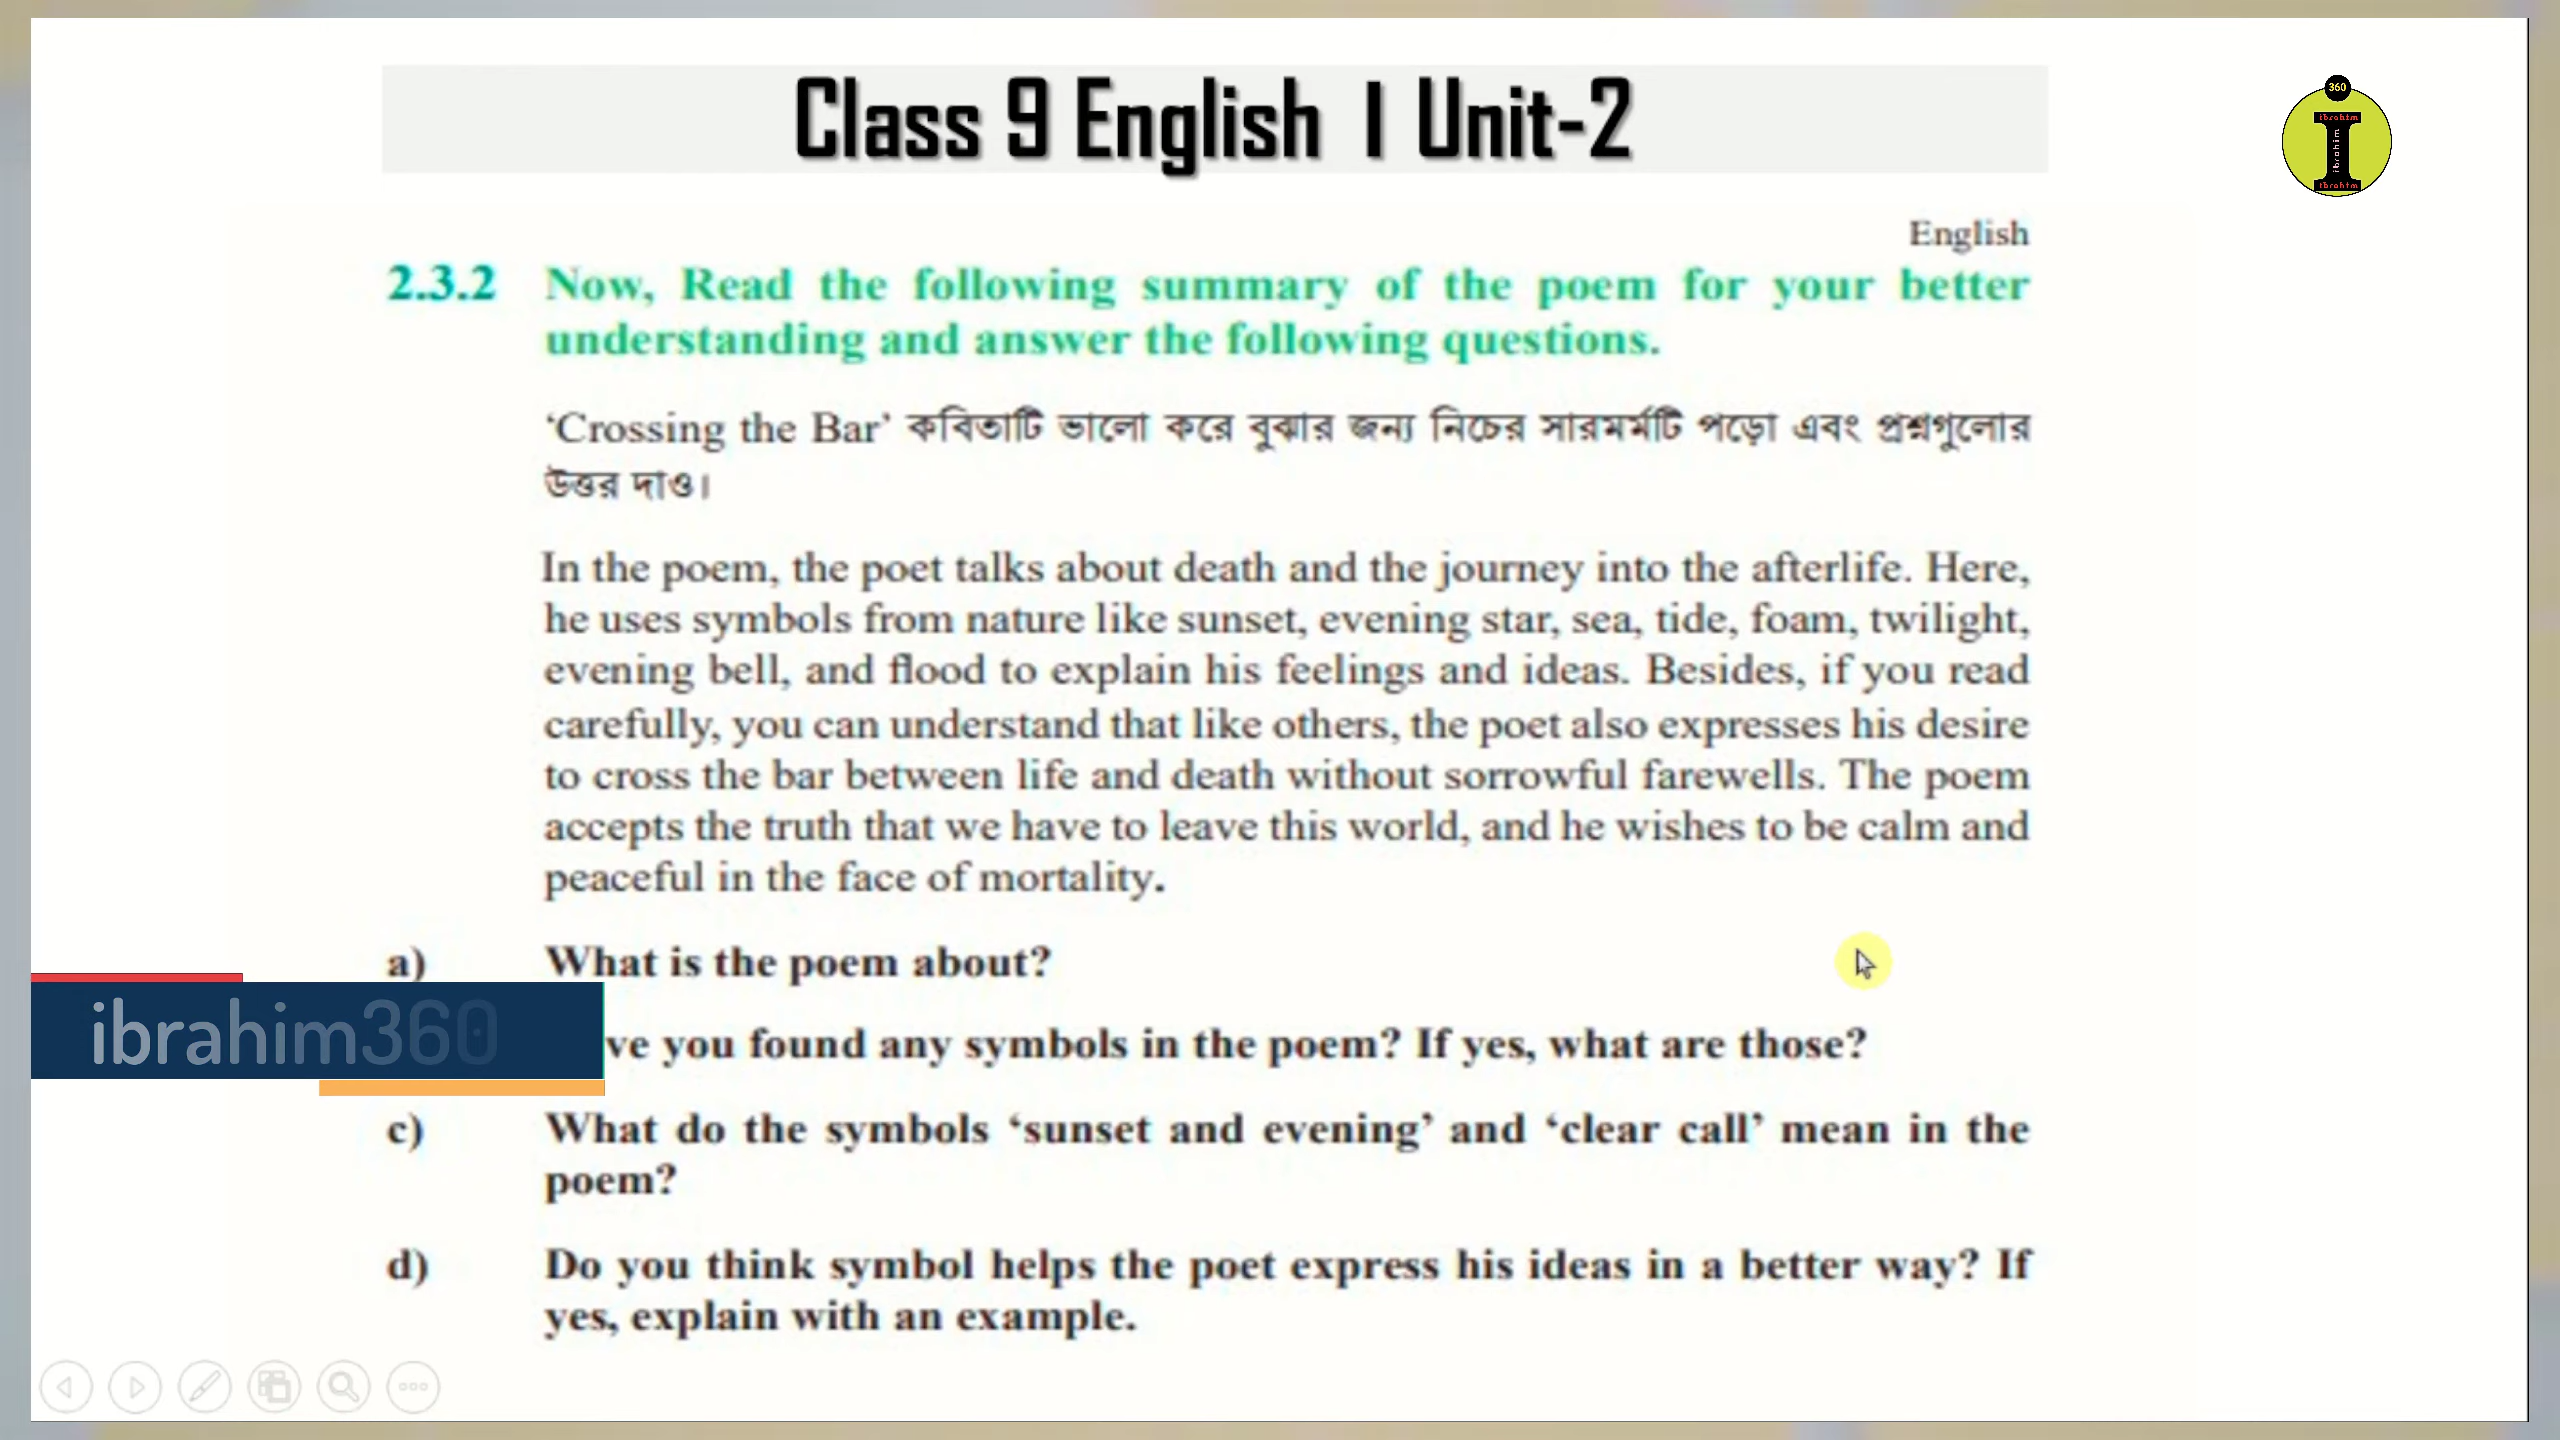 Class 9 English I Unit-2
360
ibrahim
ibrahim
ibrahim
English
2.3.2 Now, Read the following summary of the poem for your better
understanding and answer the following questions.
‘Crossing the Bar’ কবিতাটি ভালো করে বুঝার জন্য নিচের সারমর্মটি পড়ো এবং প্রশ্নগুলোর
উত্তর দাও।
In the poem, the poet talks about death and the journey into the afterlife. Here,
he uses symbols from nature like sunset, evening star, sea, tide, foam, twilight,
evening bell, and flood to explain his feelings and ideas. Besides, if you read
carefully, you can understand that like others, the poet also expresses his desire
to cross the bar between life and death without sorrowful farewells. The poem
accepts the truth that we have to leave this world, and he wishes to be calm and
peaceful in the face of mortality.
a) What is the poem about?
ibrahim360
ve you found any symbols in the poem? If yes, what are those?
c) What do the symbols ‘sunset and evening’ and ‘clear call’ mean in the
poem?
d) Do you think symbol helps the poet express his ideas in a better way? If
yes, explain with an example.